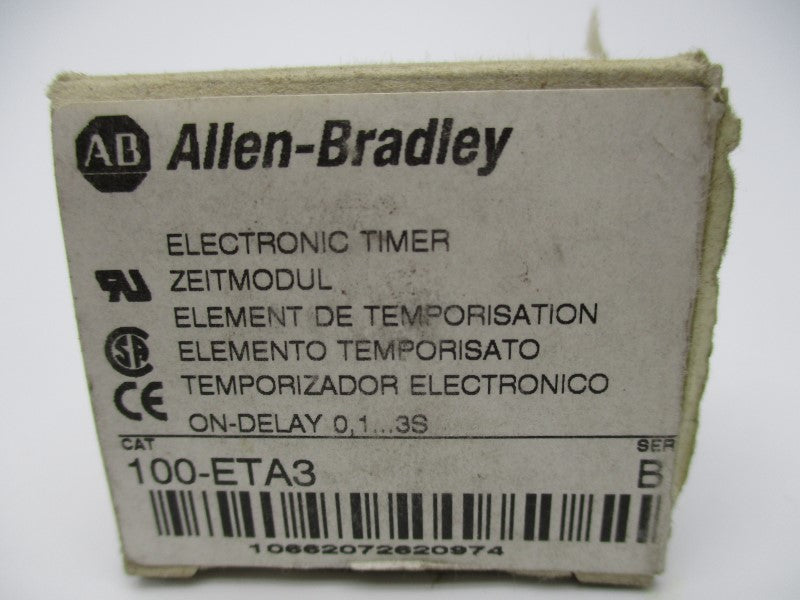 AB Allen-Bradley
ELECTRONIC TIMER
ZEITMODUL
ELEMENT DE TEMPORISATION
ELEMENTO TEMPORISATO
TEMPORIZADOR ELECTRONICO
ON-DELAY 0,1...3S
CAT SER
100-ETA3 B
10662072620974